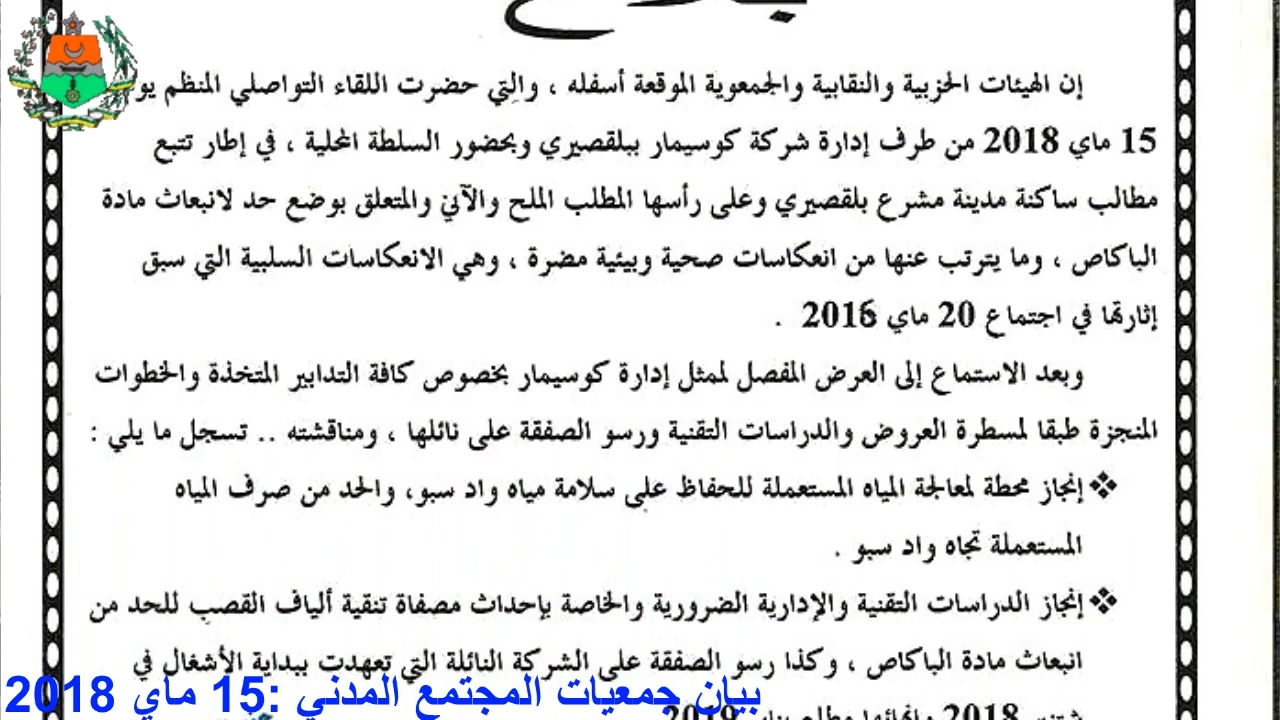 إن الهيئات الحزبية والنقابية والجمعوية الموقعة أسفله ، والتي حضرت اللقاء التواصلي المنظم يو
15 ماي 2018 من طرف إدارة شركة كوسيمار ببلقصيري وبحضور السلطة المحلية ، في إطار تتبع
مطالب ساكنة مدينة مشرع بلقصيري وعلى رأسها المطلب الملح والآني والمتعلق بوضع حد لانبعاث مادة
الباكاص ، وما يترتب عنها من انعكاسات صحية وبيئية مضرة ، وهي الانعكاسات السلبية التي سبق
إثارتها في اجتماع 20 ماي 2016 .
وبعد الاستماع إلى العرض المفصل لممثل إدارة كوسيمار بخصوص كافة التدابير المتخذة والخطوات
المنجزة طبقا لمسطرة العروض والدراسات التقنية ورسو الصفقة على نائلها ، ومناقشته .. تسجل ما يلي :
❖ إنجاز محطة لمعالجة المياه المستعملة للحفاظ على سلامة مياه واد سبو، والحد من صرف المياه
المستعملة تجاه واد سبو .
❖ إنجاز الدراسات التقنية والإدارية الضرورية والخاصة بإحداث مصفاة تنقية ألياف القصب للحد من
انبعاث مادة الباكاص ، وكذا رسو الصفقة على الشركة النائلة التي تعهدت ببداية الأشغال في
2018
بيان جمعيات المجتمع المدني :15 ماي 2018